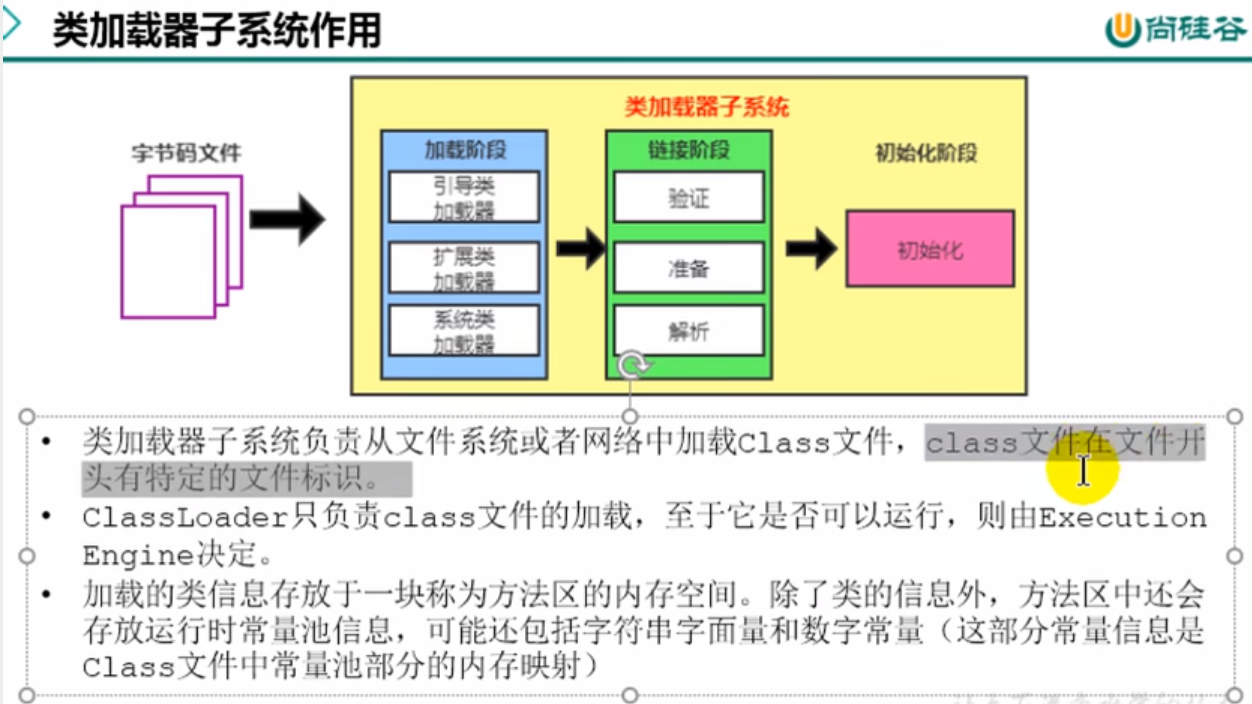 类加载器子系统作用
尚硅谷
类加载器子系统
字节码文件
加载阶段
引导类
加载器
扩展类
加载器
系统类
加载器
链接阶段
验证
准备
解析
初始化阶段
初始化
• 类加载器子系统负责从文件系统或者网络中加载Class文件，class文件在文件开
头有特定的文件标识。
• ClassLoader只负责class文件的加载，至于它是否可以运行，则由Execution
Engine决定。
• 加载的类信息存放于一块称为方法区的内存空间。除了类的信息外，方法区中还会
存放运行时常量池信息，可能还包括字符串字面量和数字常量（这部分常量信息是
Class文件中常量池部分的内存映射）